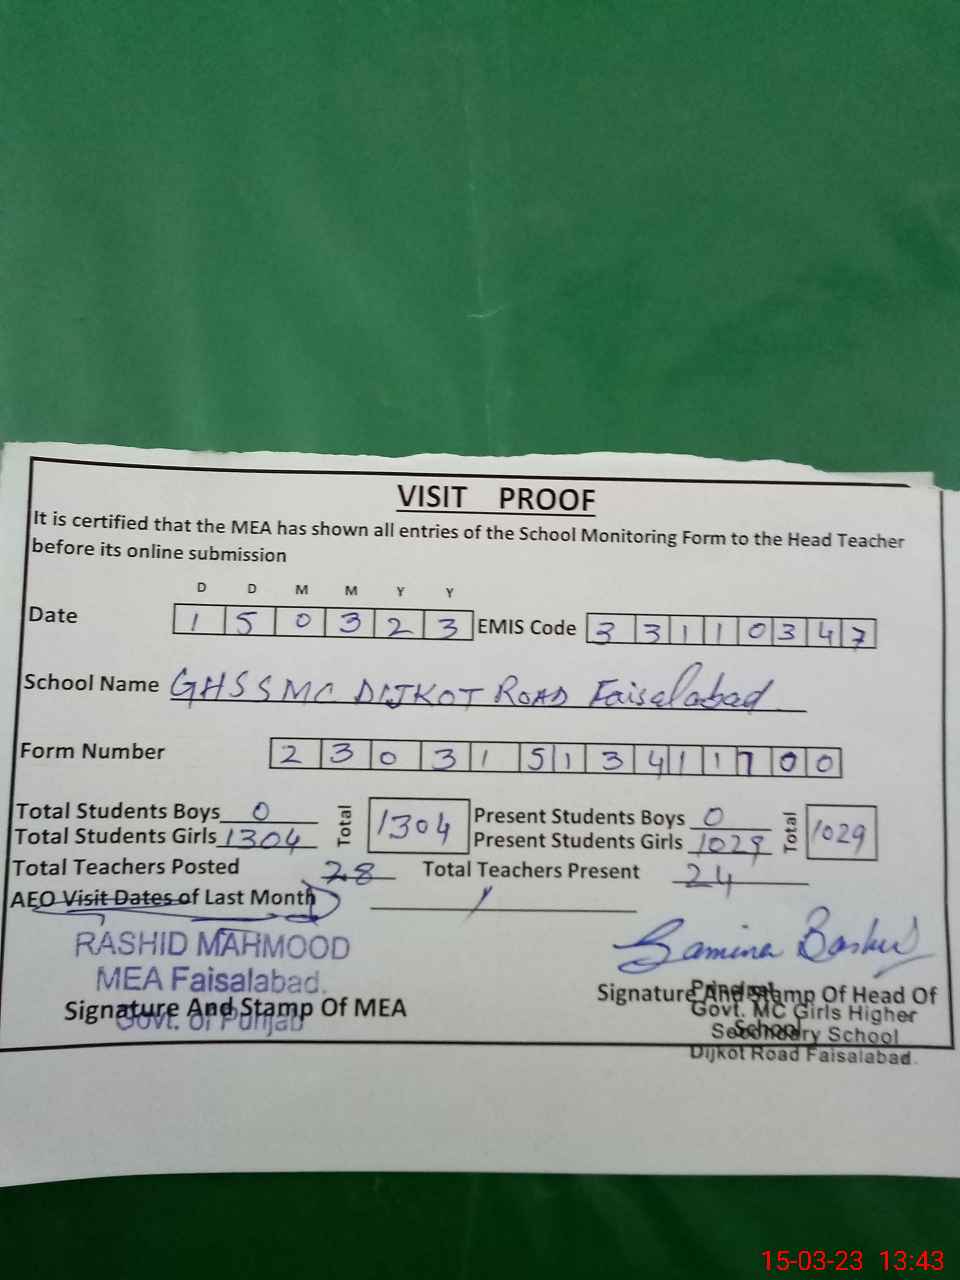 VISIT PROOF
It is certified that the MEA has shown all entries of the School Monitoring Form to the Head Teacher
before its online submission
D D M M Y Y
Date 1 5 0 3 2 3 EMIS Code 3 3 1 1 0 3 4 7
School Name GHSSMC DIJKOT ROAD Faisalabad
Form Number 2 3 0 3 1 5 1 3 4 1 1 7 0 0
Total Students Boys 0 Total 1304 Present Students Boys 0 Total 1029
Total Students Girls 1304 Present Students Girls 1029
Total Teachers Posted 28 Total Teachers Present 24
AEO Visit Dates of Last Month /
RASHID MAHMOOD
MEA Faisalabad.
Signature And Stamp Of MEA
Govt. of Punjab
Samina
Signature And Stamp Of Head Of
School
Principal
Govt. MC Girls Higher
Secondary School
Dijkot Road Faisalabad.
15-03-23 13:43